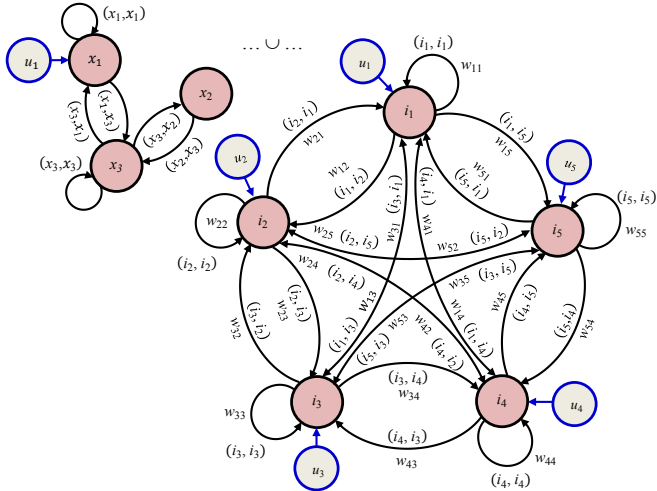 (x₁,x₁)
u₁
x₁
(x₃,x₁)
(x₁,x₃)
x₂
(x₃,x₂)
(x₂,x₃)
x₃
(x₃,x₃)
... ∪ ...
(i₁, i₁)
w₁₁
u₁
i₁
(i₂, i₁)
w₂₁
w₁₂
(i₁, i₂)
(i₃, i₁)
w₃₁
(i₄, i₁)
w₄₁
w₅₁
(i₅, i₁)
(i₁, i₅)
w₁₅
u₂
u₅
i₂
w₂₂
(i₂, i₂)
w₂₅ (i₂, i₅)
w₅₂ (i₅, i₂)
i₅
(i₅, i₅)
w₅₅
w₂₄ (i₂, i₄)
w₃₅ (i₃, i₅)
(i₃, i₂)
w₃₂
(i₂, i₃)
w₂₃
(i₁, i₃) w₁₃
(i₅, i₃) w₅₃
w₄₂ (i₄, i₂)
w₁₄ (i₁, i₄)
w₄₅
(i₄, i₅)
(i₅,i₄)
w₅₄
i₃
w₃₃
(i₃, i₃)
(i₃, i₄)
w₃₄
i₄
u₄
(i₄, i₃)
w₄₃
u₃
w₄₄
(i₄, i₄)